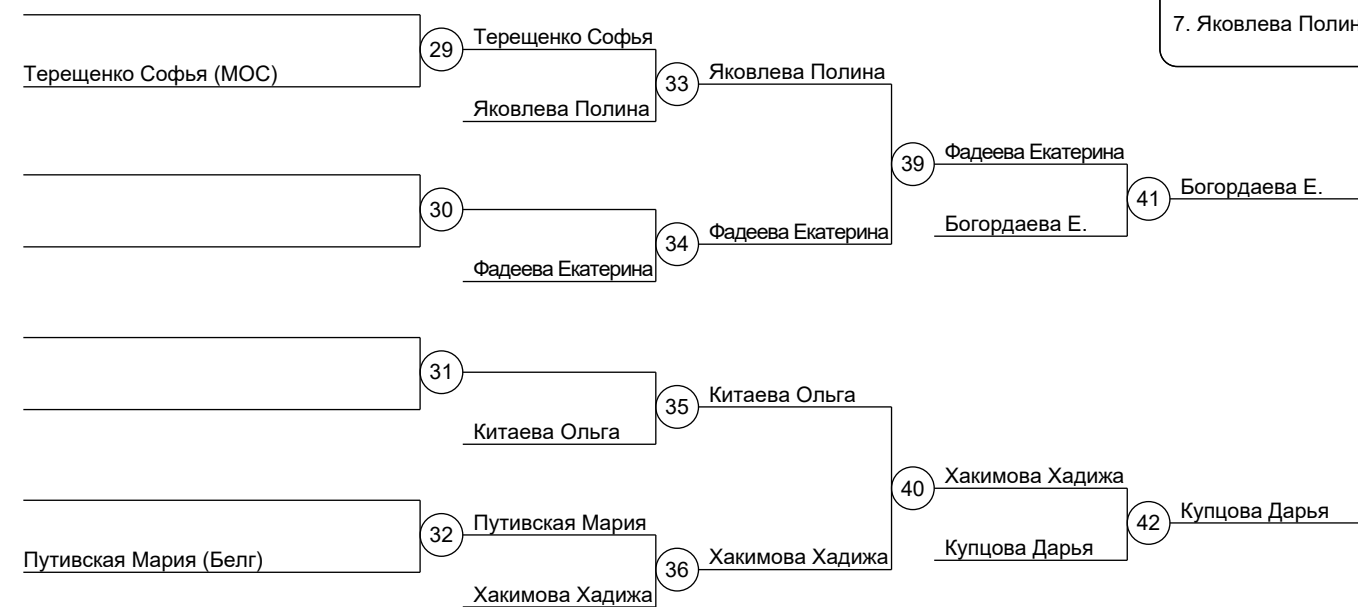 7. Яковлева Полин
29
Терещенко Софья
Терещенко Софья (МОС)
33
Яковлева Полина
Яковлева Полина
39
Фадеева Екатерина
30
41
Богордаева Е.
34
Фадеева Екатерина
Богордаева Е.
Фадеева Екатерина
31
35
Китаева Ольга
Китаева Ольга
40
Хакимова Хадижа
32
Путивская Мария
42
Купцова Дарья
Путивская Мария (Белг)
36
Хакимова Хадижа
Купцова Дарья
Хакимова Хадижа